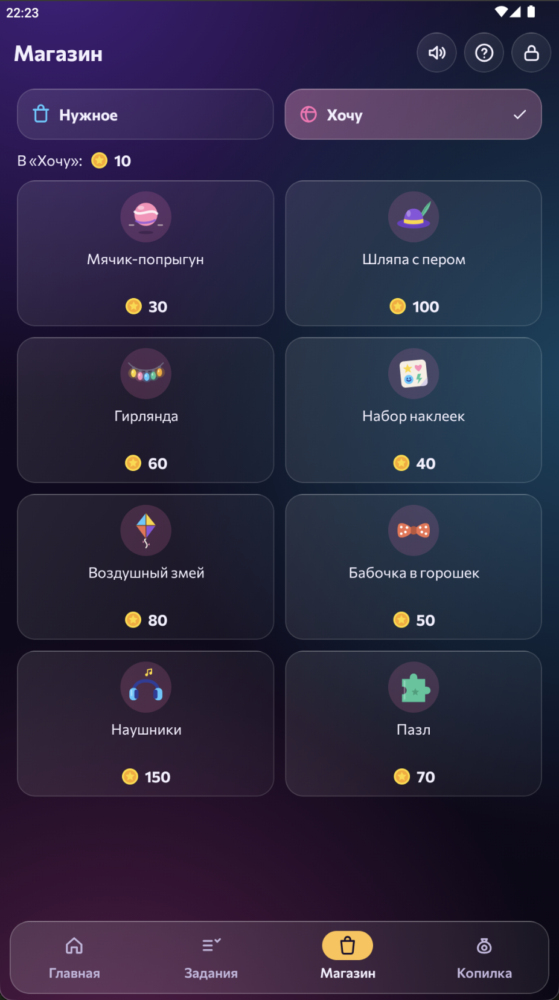 22:23
Магазин
Нужное
Хочу
В «Хочу»: 10
Мячик-попрыгун
30
Шляпа с пером
100
Гирлянда
60
Набор наклеек
40
Воздушный змей
80
Бабочка в горошек
50
Наушники
150
Пазл
70
Главная
Задания
Магазин
Копилка